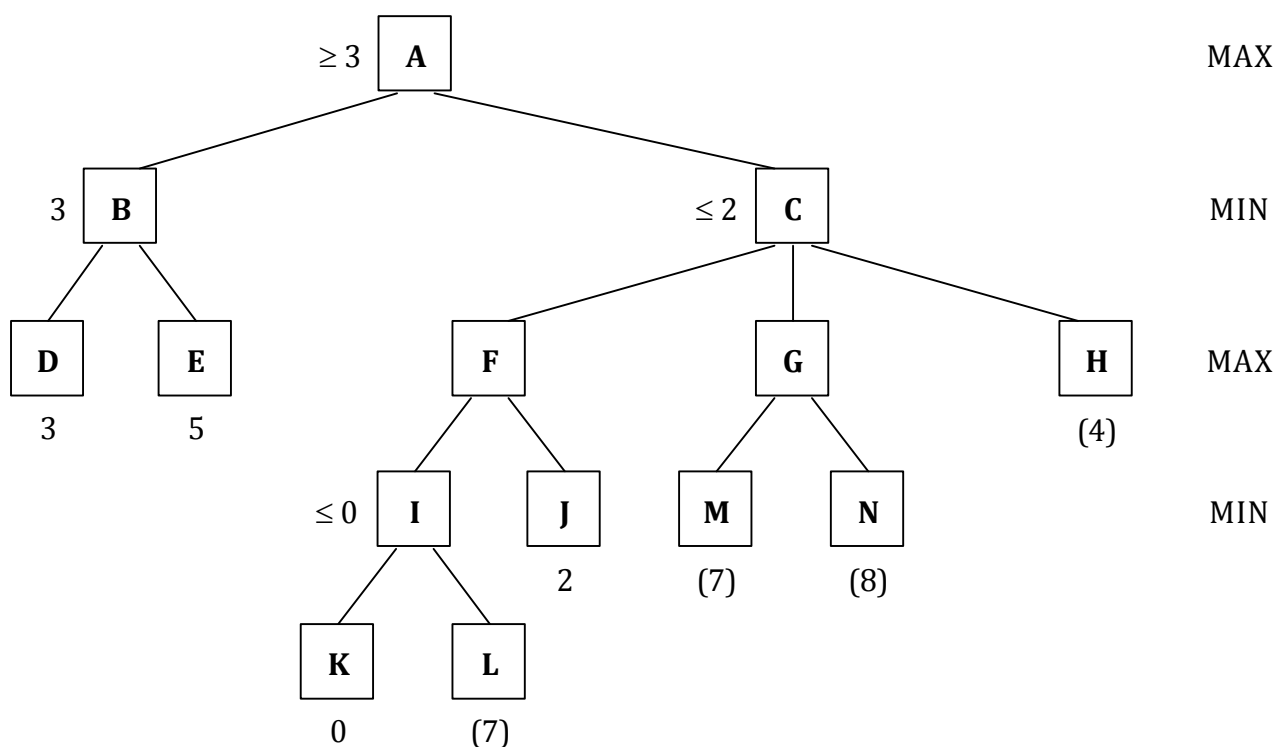 ≥ 3 A MAX
3 B ≤ 2 C MIN
D E F G H MAX
3 5 (4)
≤ 0 I J M N MIN
2 (7) (8)
K L
0 (7)